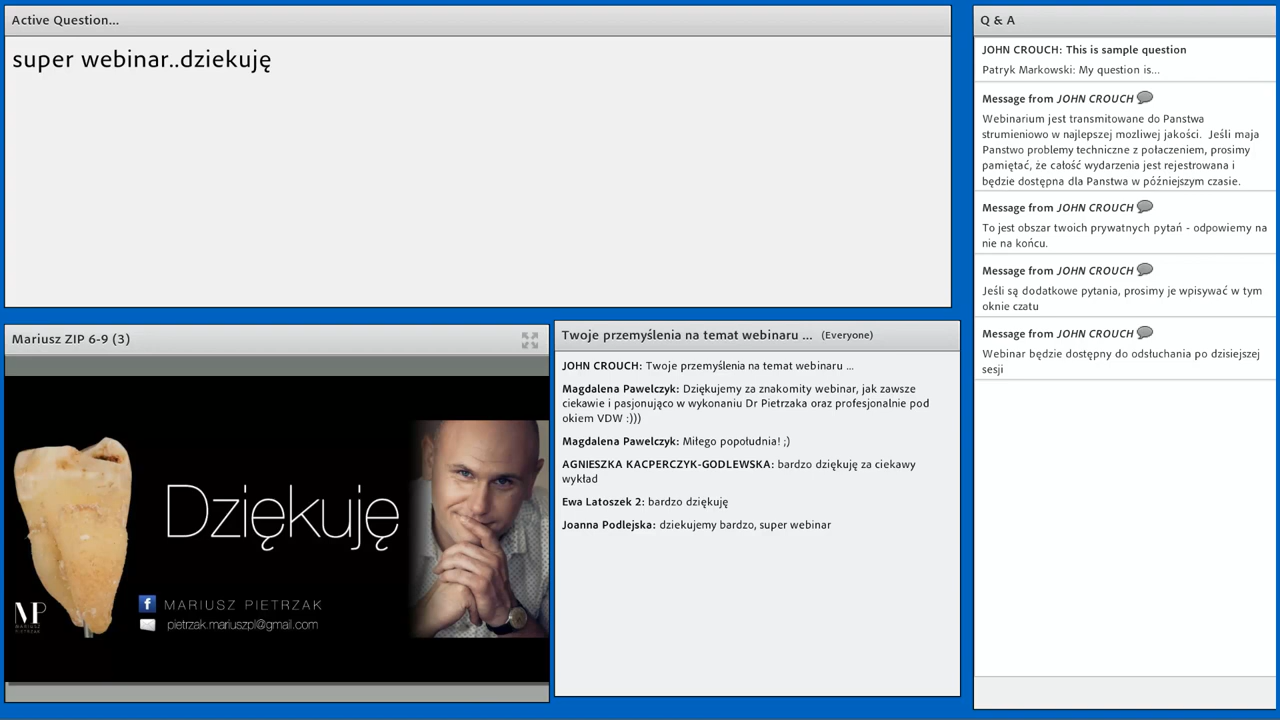 Active Question...
super webinar..dziekuję
Mariusz ZIP 6-9 (3)
Dziękuję
MP
MARIUSZ
PIETRZAK
f MARIUSZ PIETRZAK
pietrzak.mariuszpl@gmail.com
Twoje przemyślenia na temat webinaru ... (Everyone)
JOHN CROUCH: Twoje przemyślenia na temat webinaru ...
Magdalena Pawelczyk: Dziękujemy za znakomity webinar, jak zawsze
ciekawie i pasjonująco w wykonaniu Dr Pietrzaka oraz profesjonalnie pod
okiem VDW :)))
Magdalena Pawelczyk: Miłego popołudnia! ;)
AGNIESZKA KACPERCZYK-GODLEWSKA: bardzo dziękuję za ciekawy
wykład
Ewa Latoszek 2: bardzo dziękuję
Joanna Podlejska: dziekujemy bardzo, super webinar
Q & A
JOHN CROUCH: This is sample question
Patryk Markowski: My question is...
Message from JOHN CROUCH
Webinarium jest transmitowane do Panstwa
strumieniowo w najlepszej mozliwej jakości. Jeśli maja
Panstwo problemy techniczne z połaczeniem, prosimy
pamiętać, że całość wydarzenia jest rejestrowana i
będzie dostępna dla Panstwa w późniejszym czasie.
Message from JOHN CROUCH
To jest obszar twoich prywatnych pytań - odpowiemy na
nie na końcu.
Message from JOHN CROUCH
Jeśli są dodatkowe pytania, prosimy je wpisywać w tym
oknie czatu
Message from JOHN CROUCH
Webinar będzie dostępny do odsłuchania po dzisiejszej
sesji